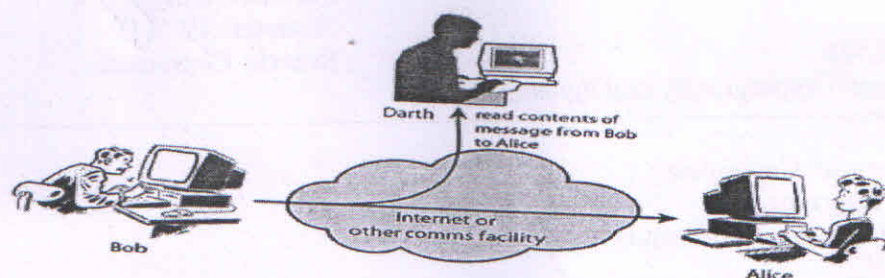 Darth
read contents of
message from Bob
to Alice
Internet or
other comms facility
Bob
Alice